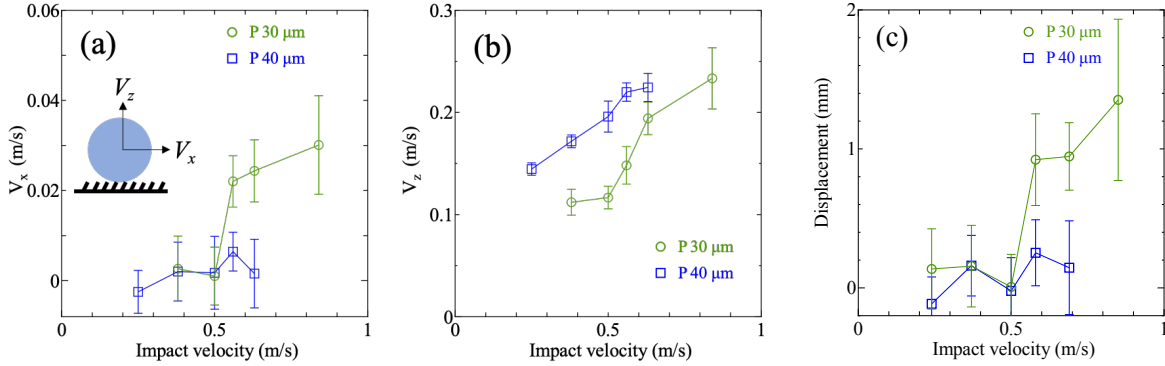 (a)
P 30 μm
P 40 μm
V_z
V_x
V_x (m/s)
0.06
0.04
0.02
0
0
0.5
1
Impact velocity (m/s)
(b)
P 30 μm
P 40 μm
V_z (m/s)
0.3
0.2
0.1
0
0
0.5
1
Impact velocity (m/s)
(c)
P 30 μm
P 40 μm
Displacement (mm)
2
1
0
0
0.5
1
Impact velocity (m/s)